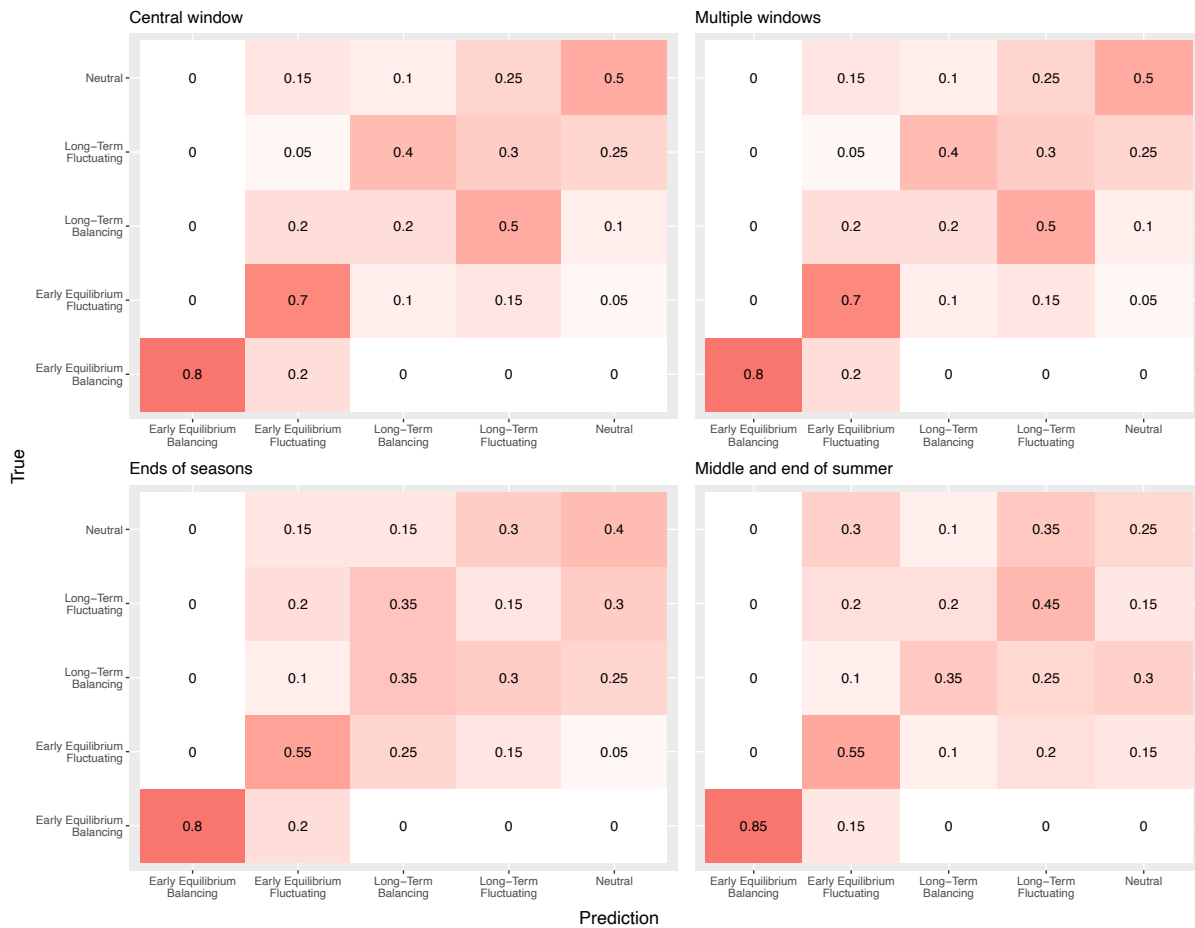 Central window
Neutral
0 0.15 0.1 0.25 0.5
Long−Term
Fluctuating
0 0.05 0.4 0.3 0.25
Long−Term
Balancing
0 0.2 0.2 0.5 0.1
Early Equilibrium
Fluctuating
0 0.7 0.1 0.15 0.05
Early Equilibrium
Balancing
0.8 0.2 0 0 0
Early Equilibrium Early Equilibrium Long−Term Long−Term Neutral
Balancing Fluctuating Balancing Fluctuating
Multiple windows
0 0.15 0.1 0.25 0.5
0 0.05 0.4 0.3 0.25
0 0.2 0.2 0.5 0.1
0 0.7 0.1 0.15 0.05
0.8 0.2 0 0 0
Early Equilibrium Early Equilibrium Long−Term Long−Term Neutral
Balancing Fluctuating Balancing Fluctuating
True
Ends of seasons
Neutral
0 0.15 0.15 0.3 0.4
Long−Term
Fluctuating
0 0.2 0.35 0.15 0.3
Long−Term
Balancing
0 0.1 0.35 0.3 0.25
Early Equilibrium
Fluctuating
0 0.55 0.25 0.15 0.05
Early Equilibrium
Balancing
0.8 0.2 0 0 0
Early Equilibrium Early Equilibrium Long−Term Long−Term Neutral
Balancing Fluctuating Balancing Fluctuating
Middle and end of summer
0 0.3 0.1 0.35 0.25
0 0.2 0.2 0.45 0.15
0 0.1 0.35 0.25 0.3
0 0.55 0.1 0.2 0.15
0.85 0.15 0 0 0
Early Equilibrium Early Equilibrium Long−Term Long−Term Neutral
Balancing Fluctuating Balancing Fluctuating
Prediction